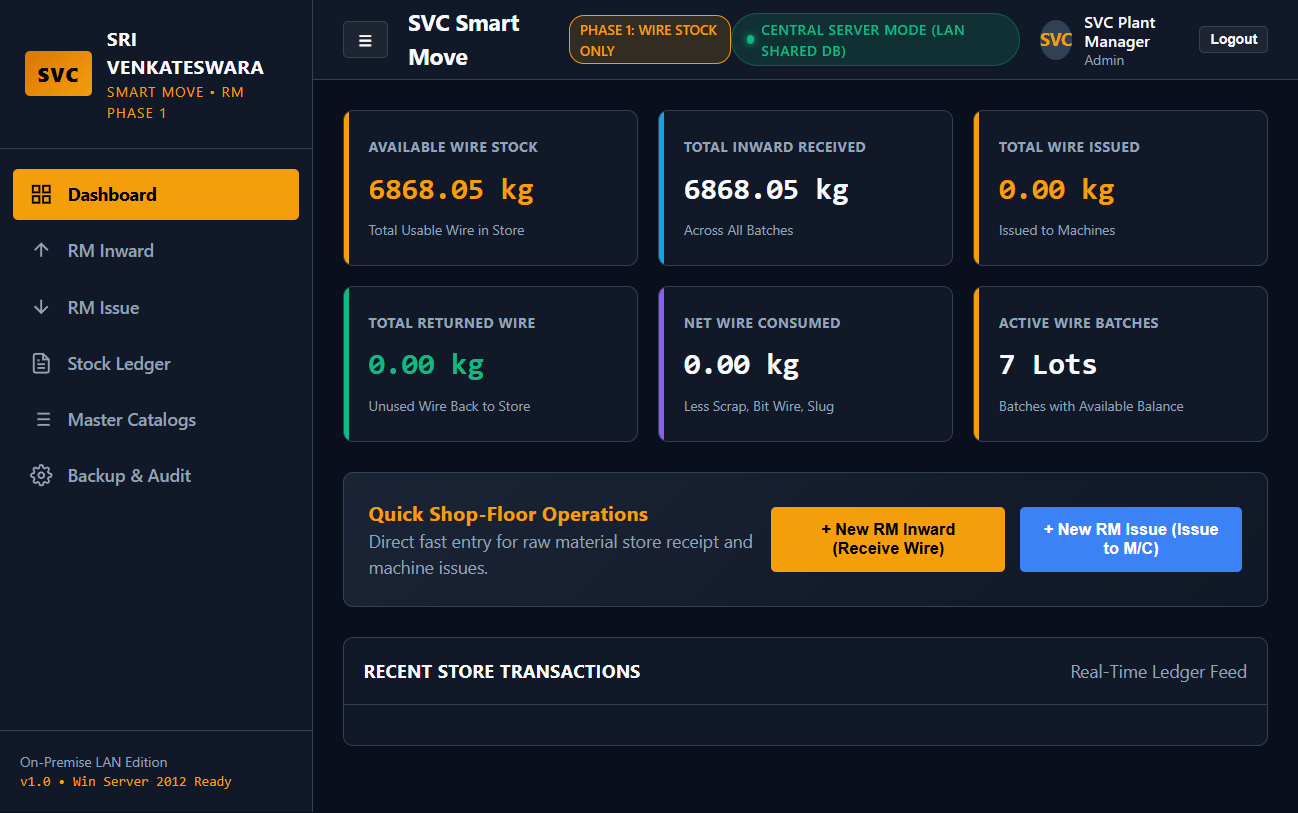 SVC
SRI
VENKATESWARA
SMART MOVE • RM
PHASE 1
Dashboard
RM Inward
RM Issue
Stock Ledger
Master Catalogs
Backup & Audit
On-Premise LAN Edition
v1.0 • Win Server 2012 Ready
SVC Smart
Move
PHASE 1: WIRE STOCK
ONLY
CENTRAL SERVER MODE (LAN
SHARED DB)
SVC
SVC Plant
Manager
Admin
Logout
AVAILABLE WIRE STOCK
6868.05 kg
Total Usable Wire in Store
TOTAL INWARD RECEIVED
6868.05 kg
Across All Batches
TOTAL WIRE ISSUED
0.00 kg
Issued to Machines
TOTAL RETURNED WIRE
0.00 kg
Unused Wire Back to Store
NET WIRE CONSUMED
0.00 kg
Less Scrap, Bit Wire, Slug
ACTIVE WIRE BATCHES
7 Lots
Batches with Available Balance
Quick Shop-Floor Operations
Direct fast entry for raw material store receipt and
machine issues.
+ New RM Inward
(Receive Wire)
+ New RM Issue (Issue
to M/C)
RECENT STORE TRANSACTIONS
Real-Time Ledger Feed